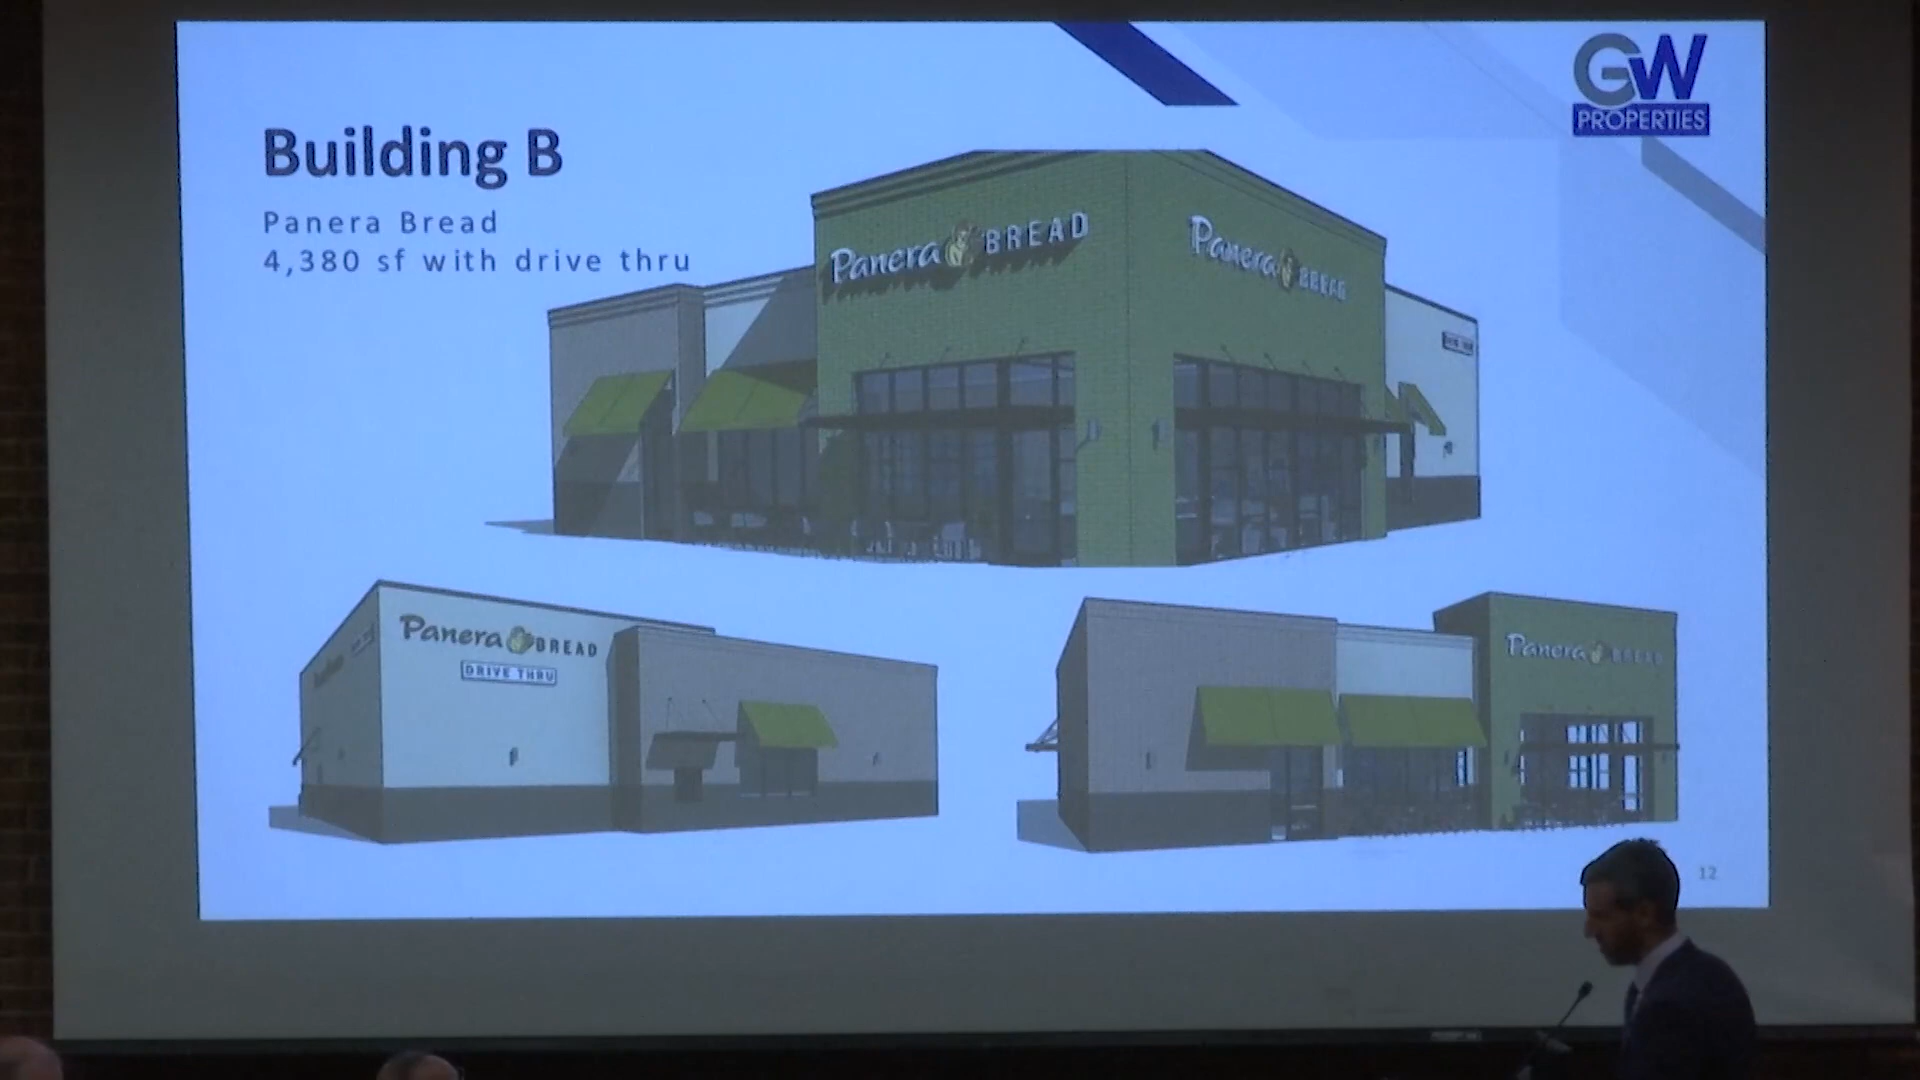 GW
PROPERTIES
Building B
Panera Bread
4,380 sf with drive thru
Panera BREAD
Panera BREAD
Panera BREAD
DRIVE THRU
Panera BREAD
12